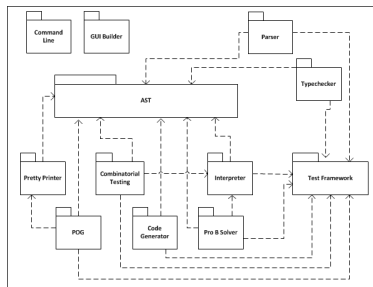 Command
Line
GUI Builder
Parser
AST
Typechecker
Pretty Printer
Combinatorial
Testing
Interpreter
Test Framework
POG
Code
Generator
Pro B Solver